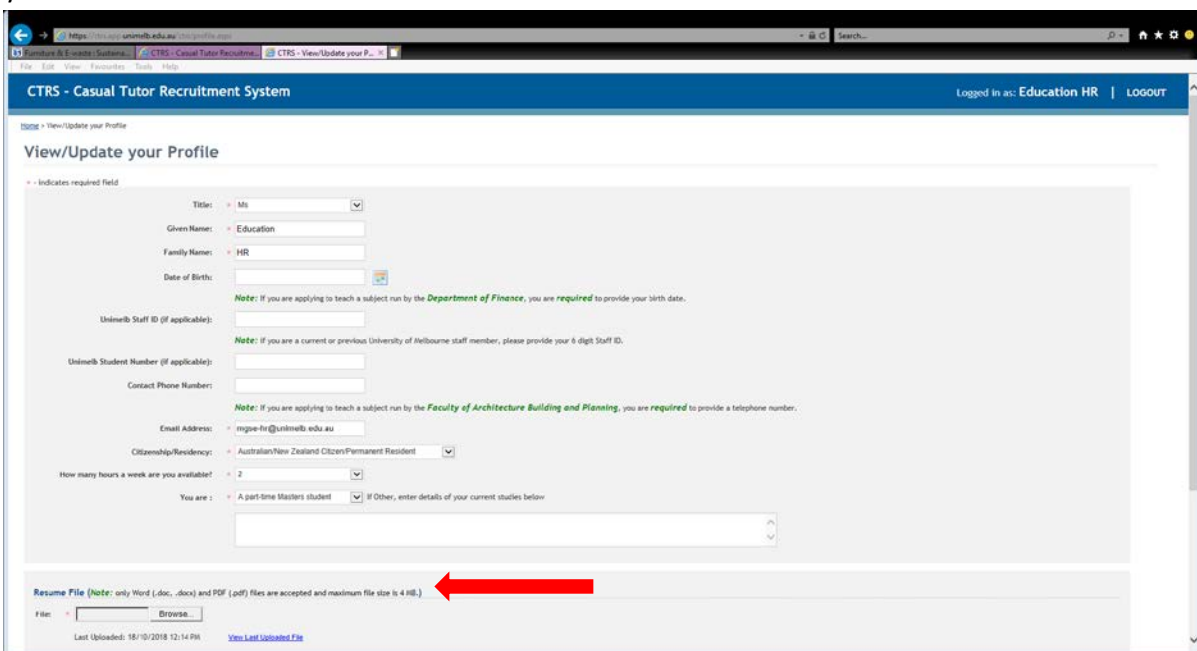 https://ctrs.app.unimelb.edu.au/ctrs/profile.aspx
Search...
Furniture & E-waste : Sustaina...
CTRS - Casual Tutor Recruitme...
CTRS - View/Update your P...
File Edit View Favourites Tools Help
CTRS - Casual Tutor Recruitment System
Logged in as: Education HR | LOGOUT
Home > View/Update your Profile
View/Update your Profile
* - indicates required field
Title: * Ms
Given Name: * Education
Family Name: * HR
Date of Birth:
Note: If you are applying to teach a subject run by the Department of Finance, you are required to provide your birth date.
Unimelb Staff ID (if applicable):
Note: If you are a current or previous University of Melbourne staff member, please provide your 6 digit Staff ID.
Unimelb Student Number (if applicable):
Contact Phone Number:
Note: If you are applying to teach a subject run by the Faculty of Architecture Building and Planning, you are required to provide a telephone number.
Email Address: * mgse-hr@unimelb.edu.au
Citizenship/Residency: * Australian/New Zealand Citizen/Permanent Resident
How many hours a week are you available? * 2
You are : * A part-time Masters student If Other, enter details of your current studies below
Resume File (Note: only Word (.doc, .docx) and PDF (.pdf) files are accepted and maximum file size is 4 MB.)
File: * Browse...
Last Uploaded: 18/10/2018 12:14 PM View Last Uploaded File